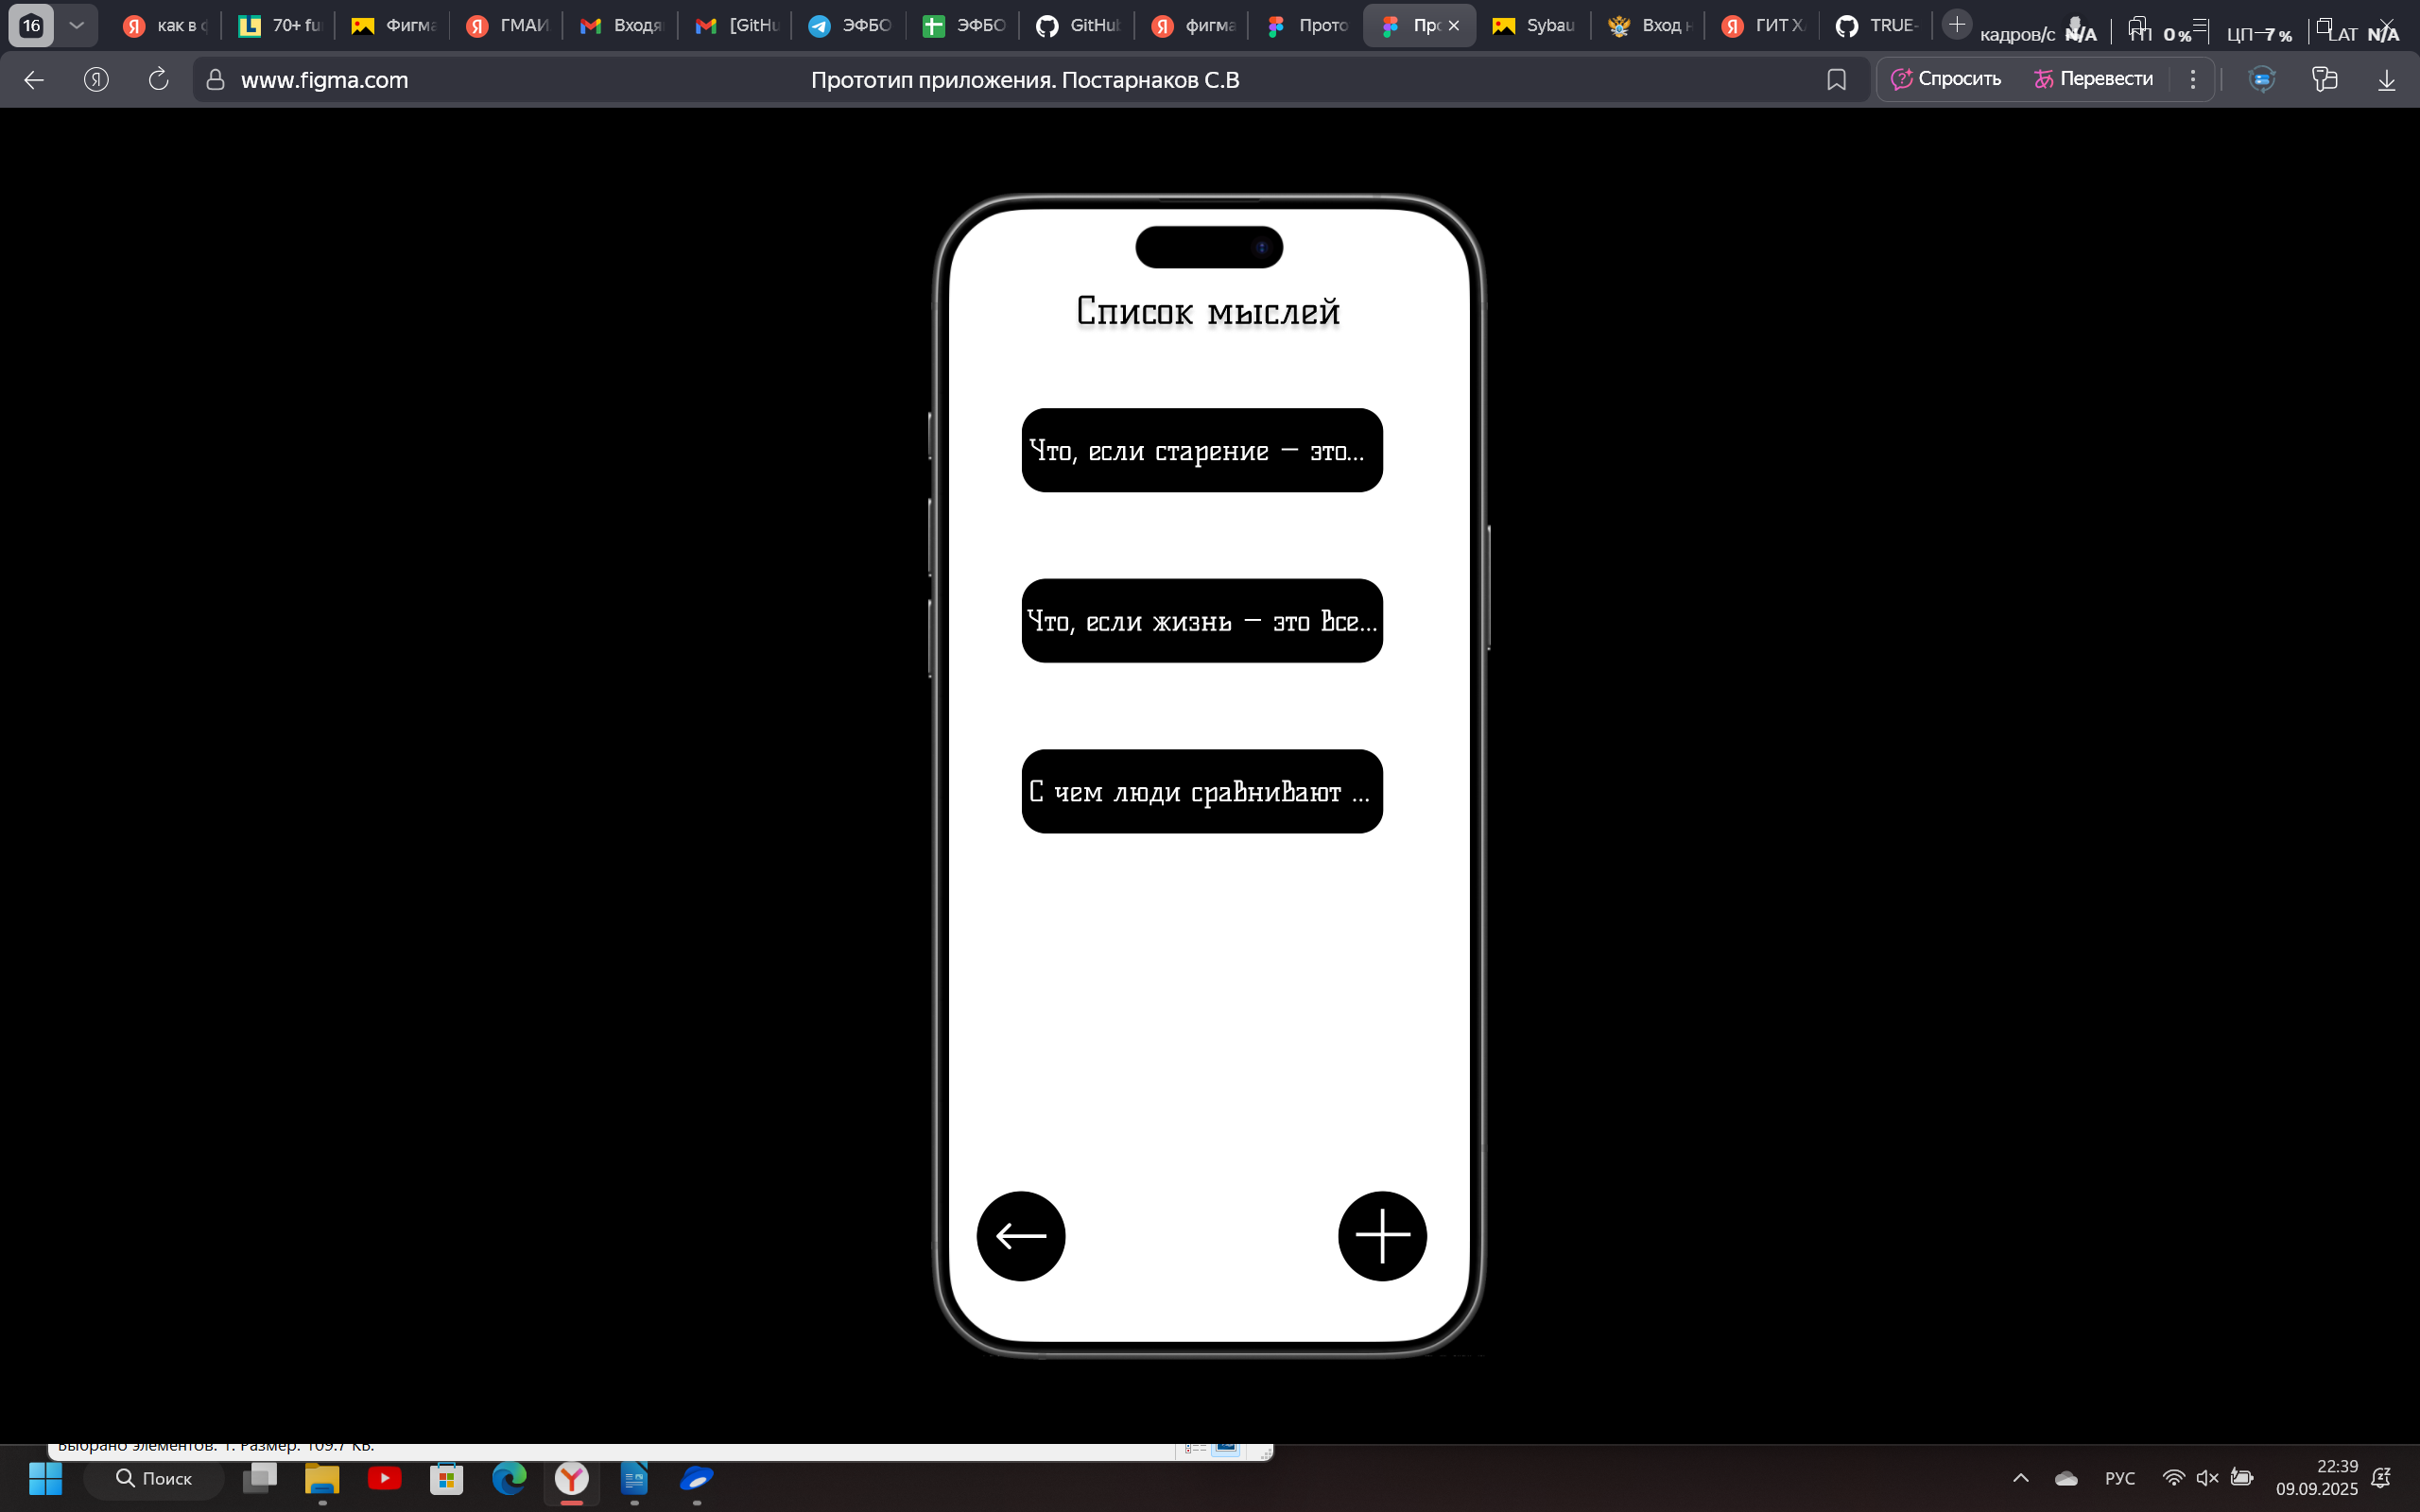 16
как в ф
70+ fu
Фигма
ГМАИ
Входя
[GitHu
ЭФБО
ЭФБО
GitHub
фигма
Прото
Про
Sybau
Вход н
ГИТ Х
TRUE-
кадров/с N/A
ГП 0 %
ЦП 7 %
LAT N/A
www.figma.com
Прототип приложения. Постарнаков С.В
Спросить
Перевести
Список мыслей
Что, если старение – это...
Что, если жизнь – это все...
С чем люди сравнивают ...
Выбрано элементов: 1. Размер: 109.7 КБ.
Поиск
РУС
22:39
09.09.2025